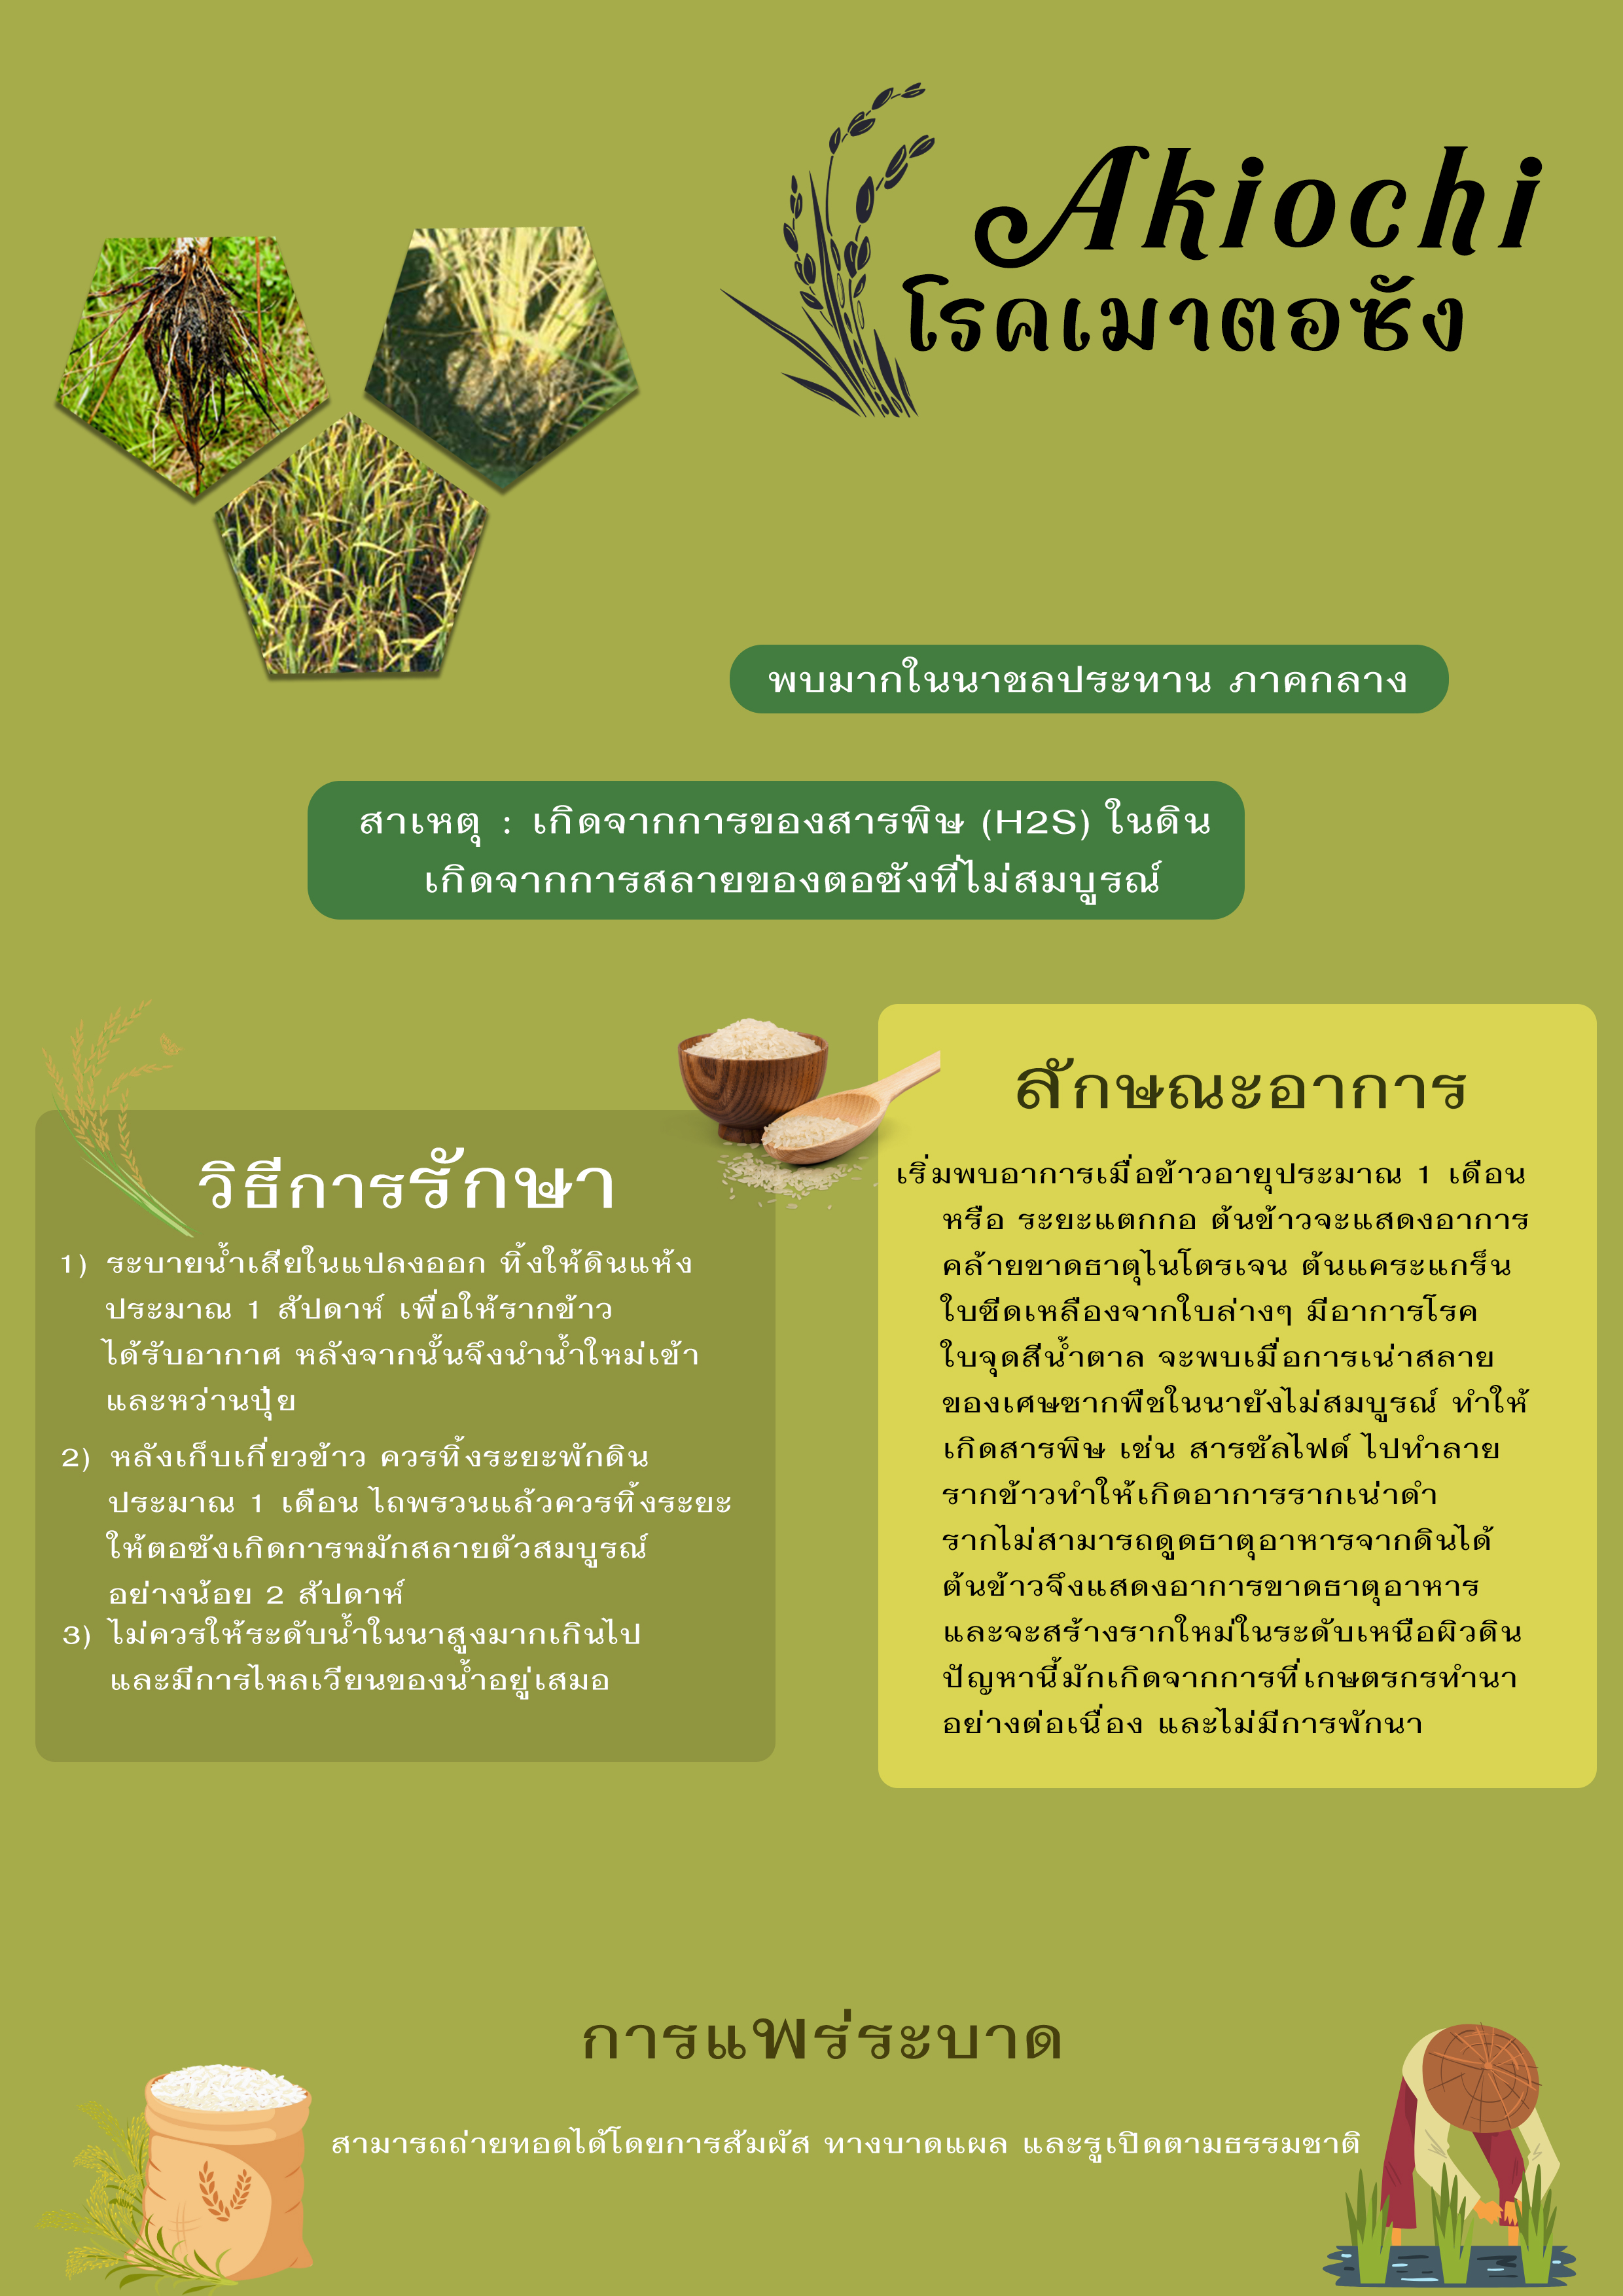 Akiochi
โรคเมาตอซัง
พบมากในนาชลประทาน ภาคกลาง
สาเหตุ : เกิดจากการของสารพิษ (H2S) ในดิน
เกิดจากการสลายของตอซังที่ไม่สมบูรณ์
วิธีการรักษา
1) ระบายน้ำเสียในแปลงออก ทิ้งให้ดินแห้ง
ประมาณ 1 สัปดาห์ เพื่อให้รากข้าว
ได้รับอากาศ หลังจากนั้นจึงนำน้ำใหม่เข้า
และหว่านปุ๋ย
2) หลังเก็บเกี่ยวข้าว ควรทิ้งระยะพักดิน
ประมาณ 1 เดือน ไถพรวนแล้วควรทิ้งระยะ
ให้ตอซังเกิดการหมักสลายตัวสมบูรณ์
อย่างน้อย 2 สัปดาห์
3) ไม่ควรให้ระดับน้ำในนาสูงมากเกินไป
และมีการไหลเวียนของน้ำอยู่เสมอ
ลักษณะอาการ
เริ่มพบอาการเมื่อข้าวอายุประมาณ 1 เดือน
หรือ ระยะแตกกอ ต้นข้าวจะแสดงอาการ
คล้ายขาดธาตุไนโตรเจน ต้นแคระแกร็น
ใบซีดเหลืองจากใบล่างๆ มีอาการโรค
ใบจุดสีน้ำตาล จะพบเมื่อการเน่าสลาย
ของเศษซากพืชในนายังไม่สมบูรณ์ ทำให้
เกิดสารพิษ เช่น สารซัลไฟด์ ไปทำลาย
รากข้าวทำให้เกิดอาการรากเน่าดำ
รากไม่สามารถดูดธาตุอาหารจากดินได้
ต้นข้าวจึงแสดงอาการขาดธาตุอาหาร
และจะสร้างรากใหม่ในระดับเหนือผิวดิน
ปัญหานี้มักเกิดจากการที่เกษตรกรทำนา
อย่างต่อเนื่อง และไม่มีการพักนา
การแพร่ระบาด
สามารถถ่ายทอดได้โดยการสัมผัส ทางบาดแผล และรูเปิดตามธรรมชาติ